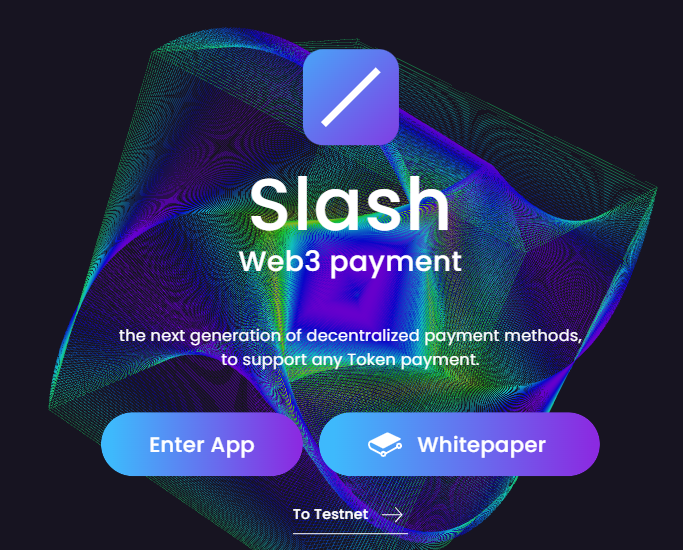 Slash
Web3 payment
the next generation of decentralized payment methods,
to support any Token payment.
Enter App
Whitepaper
To Testnet